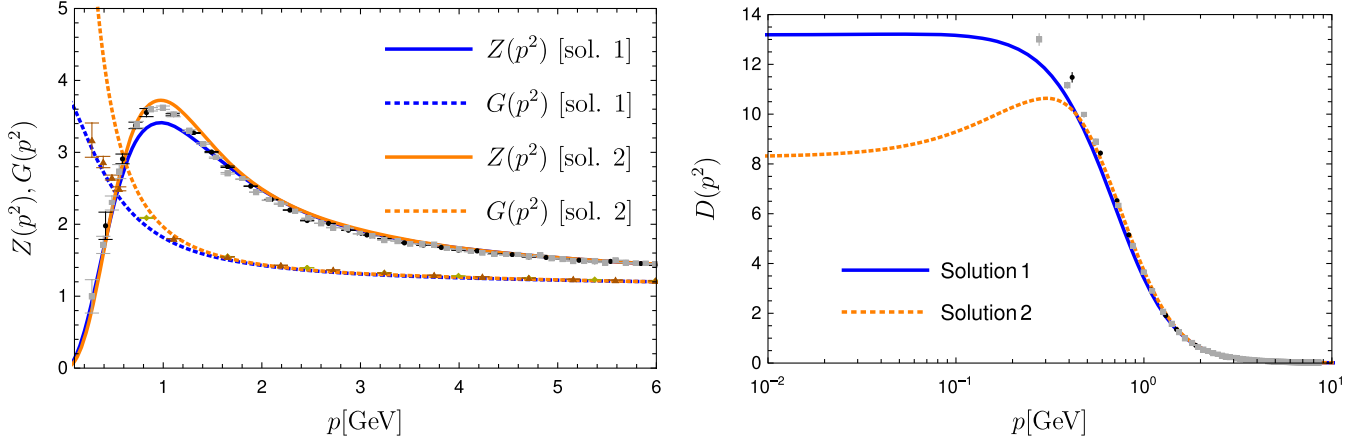 5
4
3
2
1
0
Z(p²), G(p²)
Z(p²) [sol. 1]
G(p²) [sol. 1]
Z(p²) [sol. 2]
G(p²) [sol. 2]
1 2 3 4 5 6
p[GeV]
14
12
10
8
6
4
2
0
D(p²)
Solution 1
Solution 2
10⁻² 10⁻¹ 10⁰ 10¹
p[GeV]